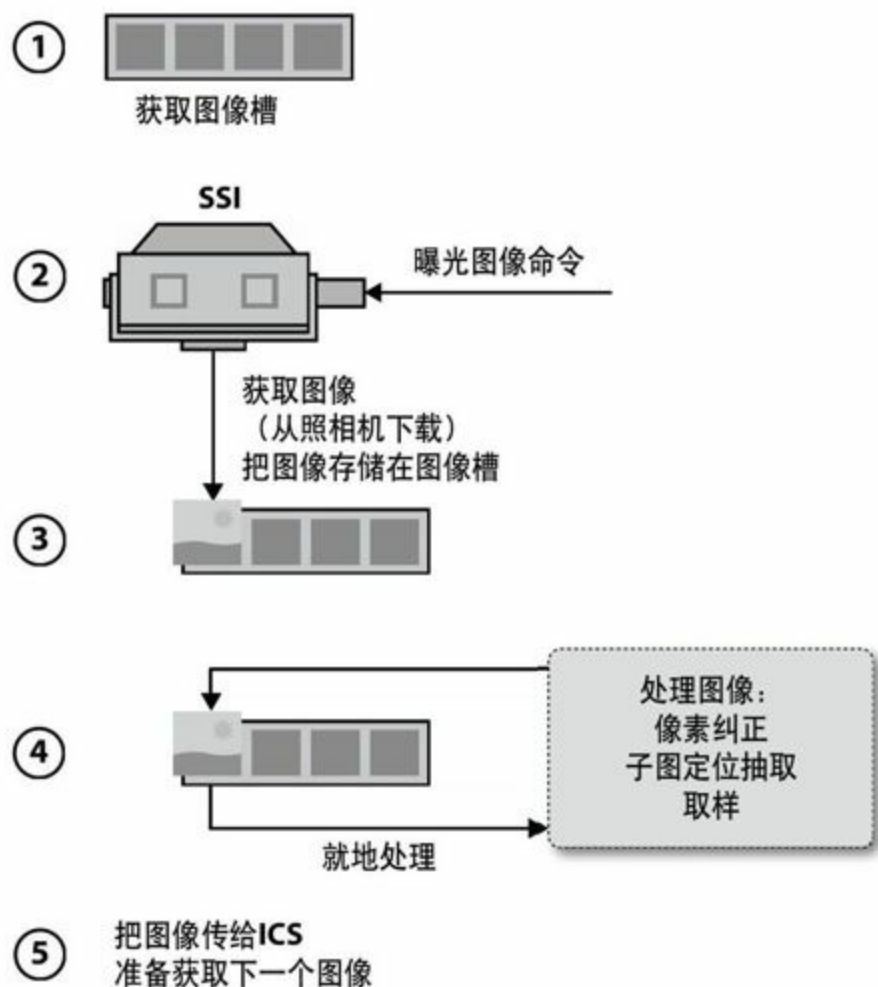 1
获取图像槽
SSI
2
曝光图像命令
获取图像
（从照相机下载）
把图像存储在图像槽
3
4
处理图像：
像素纠正
子图定位抽取
取样
就地处理
5
把图像传给ICS
准备获取下一个图像